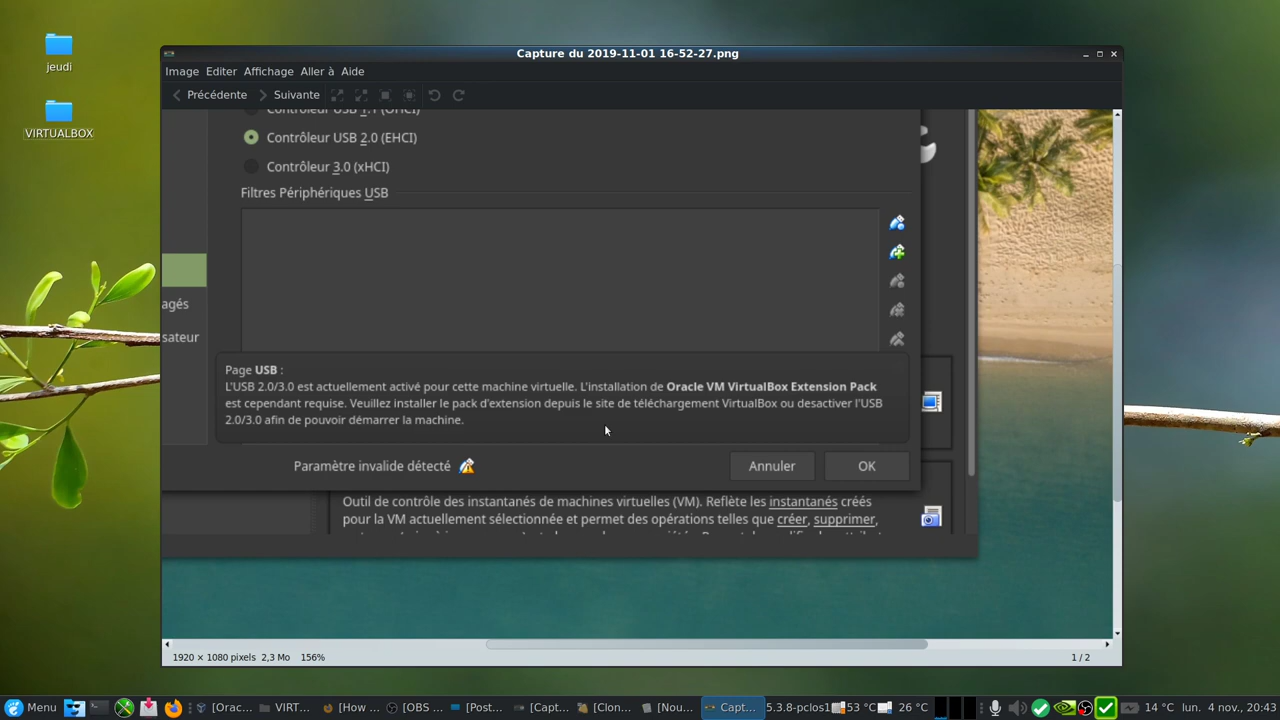 jeudi
VIRTUALBOX
Capture du 2019-11-01 16-52-27.png
Image Editer Affichage Aller à Aide
Précédente Suivante
Contrôleur USB 1.1 (OHCI)
Contrôleur USB 2.0 (EHCI)
Contrôleur 3.0 (xHCI)
Filtres Périphériques USB
agés
sateur
Page USB :
L'USB 2.0/3.0 est actuellement activé pour cette machine virtuelle. L'installation de Oracle VM VirtualBox Extension Pack
est cependant requise. Veuillez installer le pack d'extension depuis le site de téléchargement VirtualBox ou desactiver l'USB
2.0/3.0 afin de pouvoir démarrer la machine.
Paramètre invalide détecté
Annuler OK
Outil de contrôle des instantanés de machines virtuelles (VM). Reflète les instantanés créés
pour la VM actuellement sélectionnée et permet des opérations telles que créer, supprimer,
1920 × 1080 pixels 2,3 Mo 156% 1 / 2
Menu [Orac... VIRT... [How ... [OBS ... [Post... [Capt... [Clon... [Nou... Capt... 5.2.8-pclos1 53 °C 26 °C 14 °C lun. 4 nov., 20:43